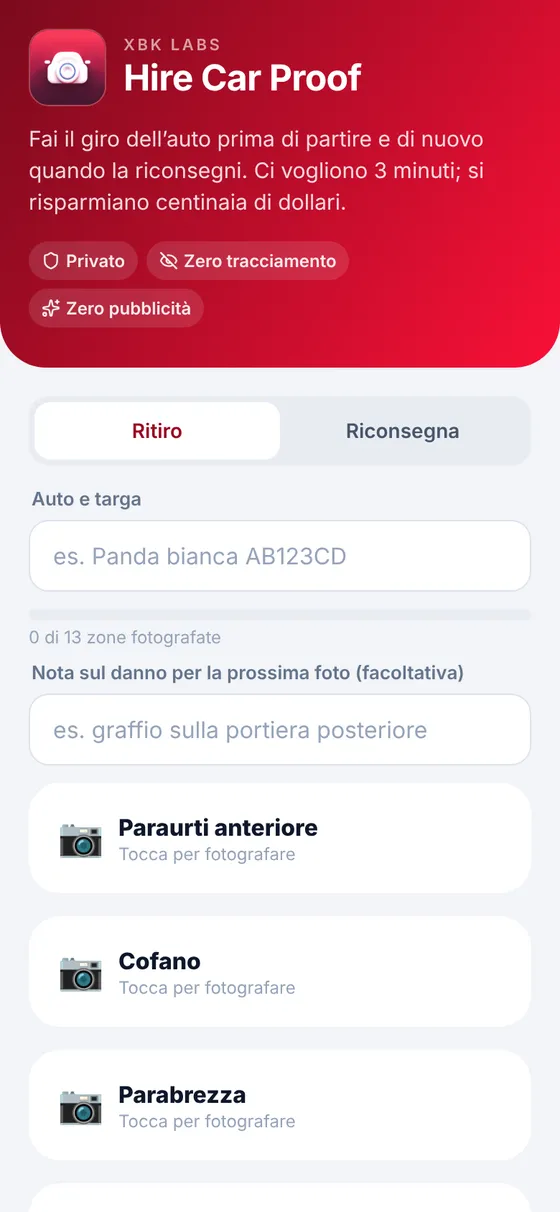 XBK LABS
Hire Car Proof
Fai il giro dell’auto prima di partire e di nuovo
quando la riconsegni. Ci vogliono 3 minuti; si
risparmiano centinaia di dollari.
Privato
Zero tracciamento
Zero pubblicità
Ritiro
Riconsegna
Auto e targa
es. Panda bianca AB123CD
0 di 13 zone fotografate
Nota sul danno per la prossima foto (facoltativa)
es. graffio sulla portiera posteriore
Paraurti anteriore
Tocca per fotografare
Cofano
Tocca per fotografare
Parabrezza
Tocca per fotografare